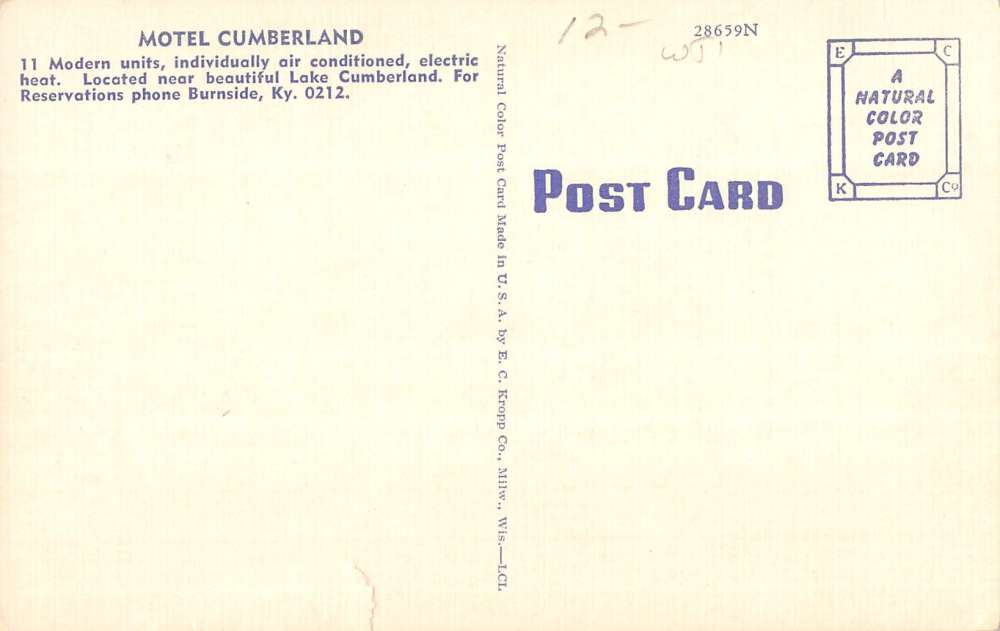 MOTEL CUMBERLAND
11 Modern units, individually air conditioned, electric
heat. Located near beautiful Lake Cumberland. For
Reservations phone Burnside, Ky. 0212.
Natural Color Post Card Made in U. S. A. by E. C. Kropp Co., Milw., Wis.—LCL
12-
28659N
POST CARD
E C
A
NATURAL
COLOR
POST
CARD
K Co